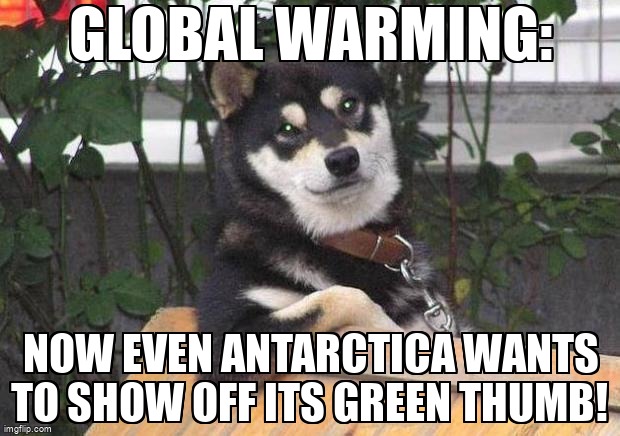 GLOBAL WARMING:
NOW EVEN ANTARCTICA WANTS
TO SHOW OFF ITS GREEN THUMB!
imgflip.com